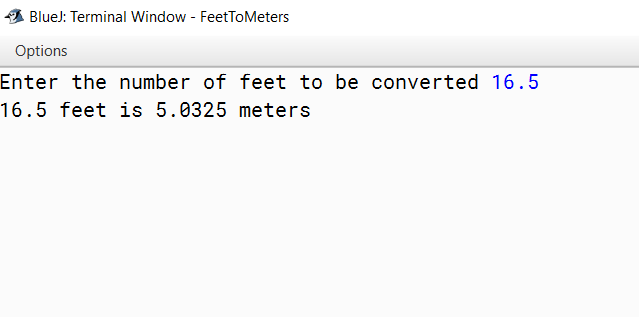 BlueJ: Terminal Window - FeetToMeters
Options
Enter the number of feet to be converted 16.5
16.5 feet is 5.0325 meters